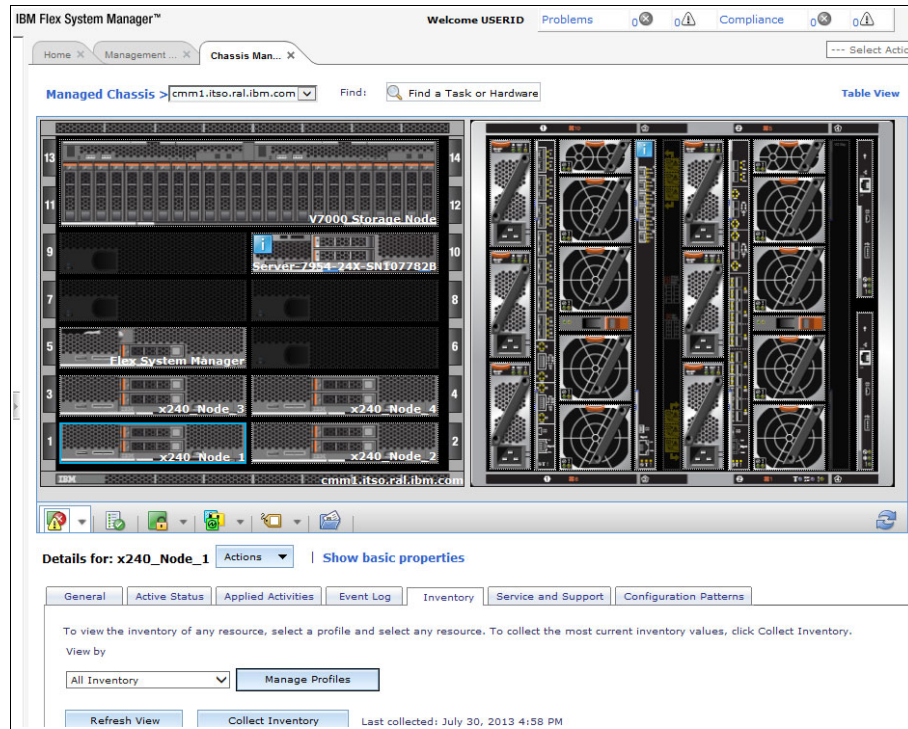 IBM Flex System Manager™
Welcome USERID Problems 0 0 Compliance 0 0
Home Management ... Chassis Man...
--- Select Actio
Managed Chassis > cmm1.itso.ral.ibm.com Find: Find a Task or Hardware Table View
13 14
11 12
V7000 Storage Node
9 10
Server-7954-24X-SN107782B
7 8
5 6
Flex System Manager
3 4
x240_Node_3 x240_Node_4
1 2
x240_Node_1 x240_Node_2
IBM cmm1.itso.ral.ibm.com
Details for: x240_Node_1 Actions | Show basic properties
General Active Status Applied Activities Event Log Inventory Service and Support Configuration Patterns
To view the inventory of any resource, select a profile and select any resource. To collect the most current inventory values, click Collect Inventory.
View by
All Inventory Manage Profiles
Refresh View Collect Inventory Last collected: July 30, 2013 4:58 PM